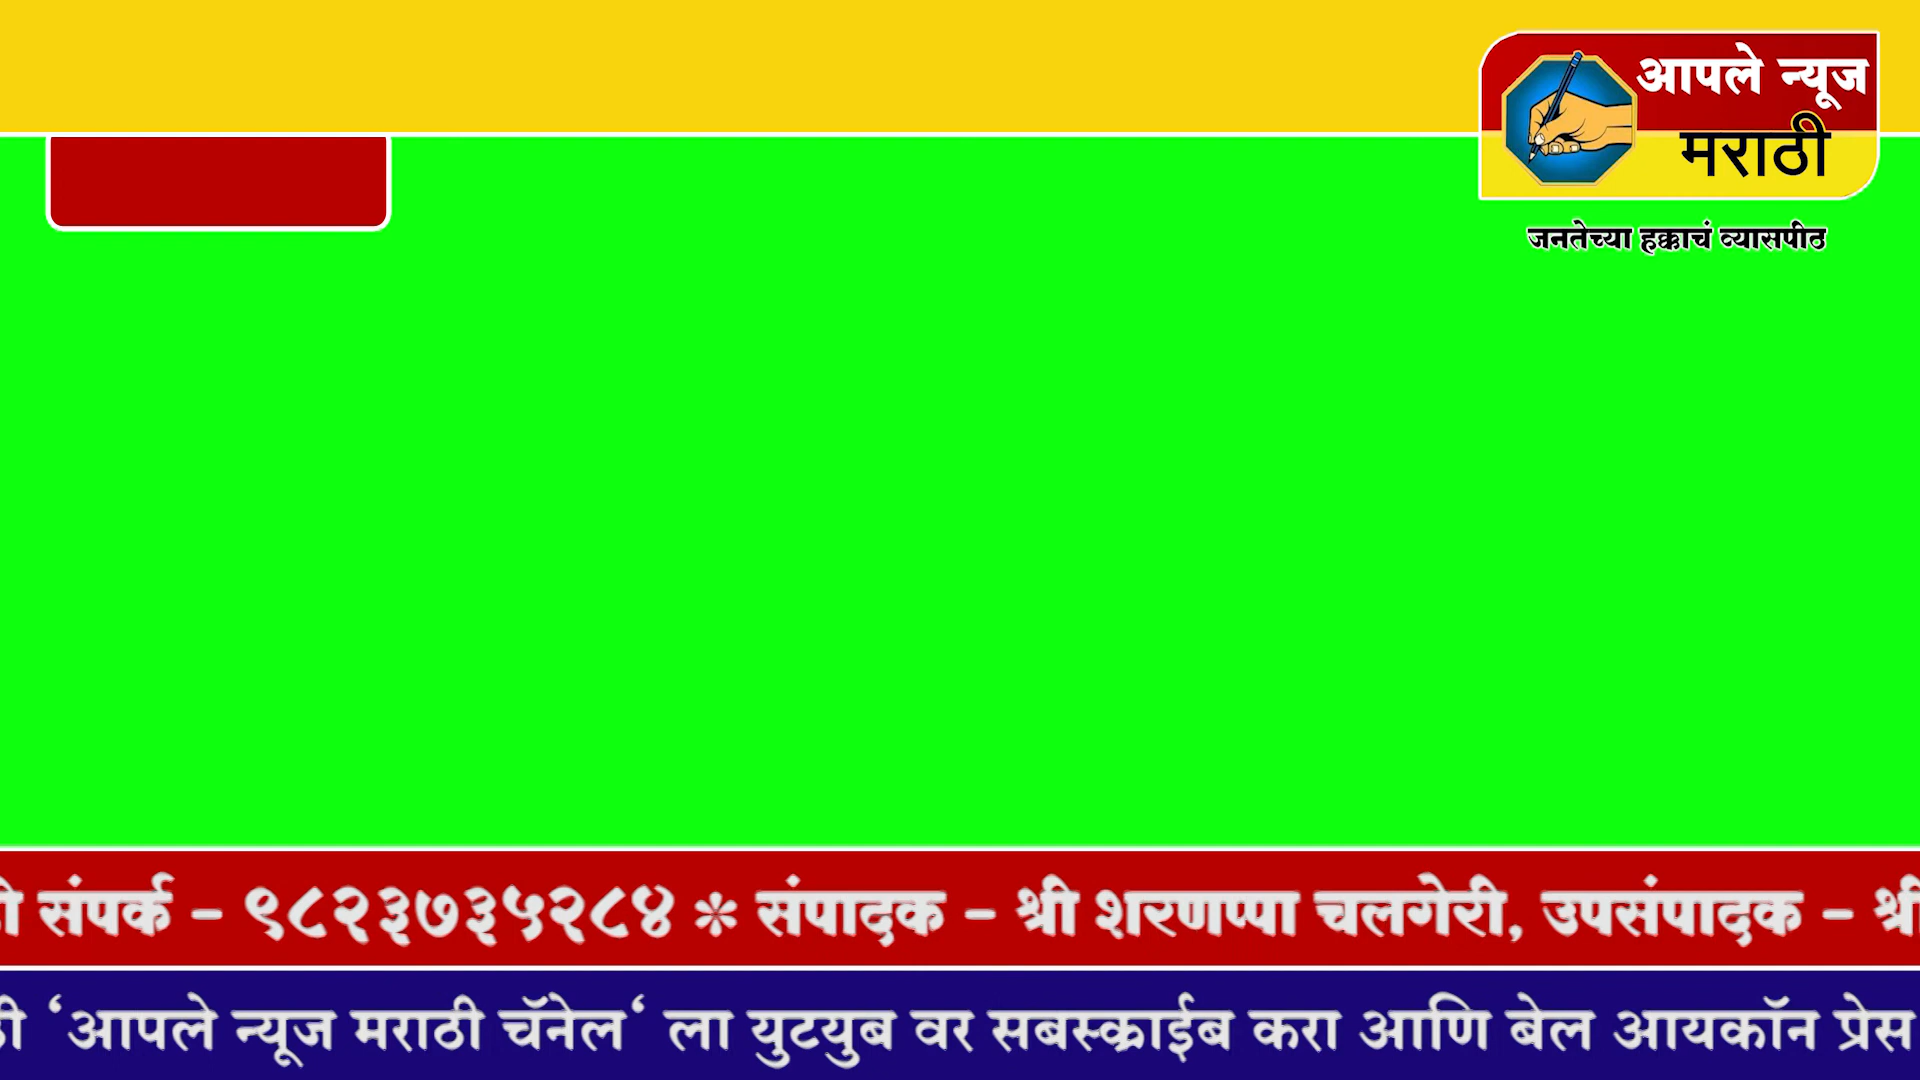 आपले न्यूज
मराठी
जनतेच्या हक्काचं व्यासपीठ
संपर्क – ९८२३७३५२८४ ✻ संपादक – श्री शरणप्पा चलगेरी, उपसंपादक – श्री
‘आपले न्यूज मराठी चॅनेल‘ ला युटयुब वर सबस्क्राईब करा आणि बेल आयकॉन प्रेस